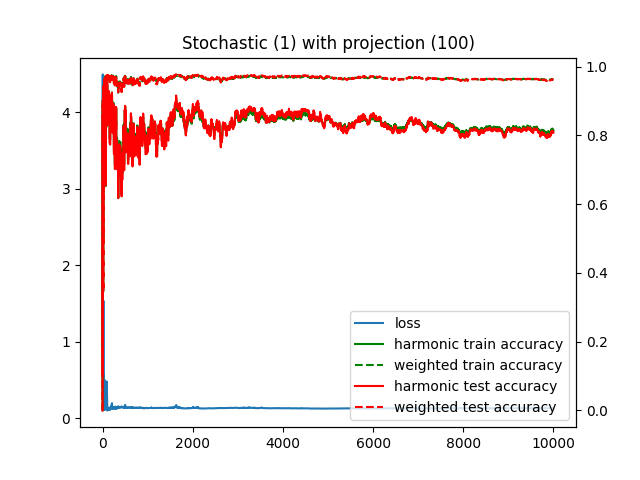 Stochastic (1) with projection (100)
4
3
2
1
0
1.0
0.8
0.6
0.4
0.2
0.0
loss
harmonic train accuracy
weighted train accuracy
harmonic test accuracy
weighted test accuracy
0 2000 4000 6000 8000 10000